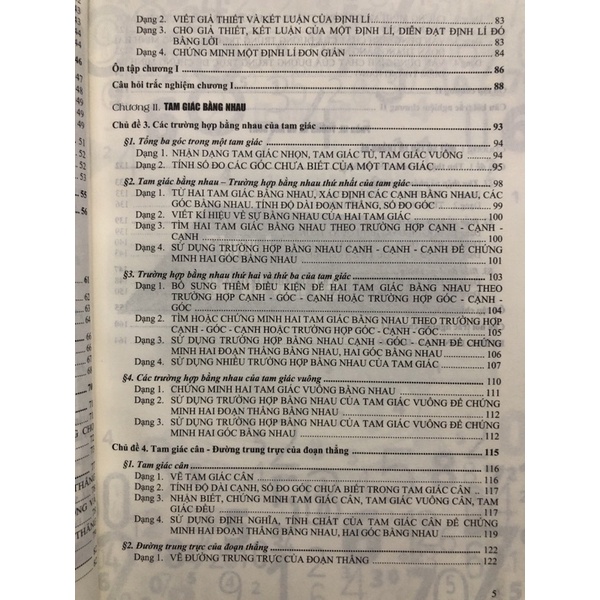 Dạng 2. VIẾT GIẢ THIẾT VÀ KẾT LUẬN CỦA ĐỊNH LÍ 83
Dạng 3. CHO GIẢ THIẾT, KẾT LUẬN CỦA MỘT ĐỊNH LÍ, DIỄN ĐẠT ĐỊNH LÍ ĐÓ
BẰNG LỜI 83
Dạng 4. CHỨNG MINH MỘT ĐỊNH LÍ ĐƠN GIẢN 84
Ôn tập chương I 86
Câu hỏi trắc nghiệm chương I 88
Chương II. TAM GIÁC BẰNG NHAU
Chủ đề 3. Các trường hợp bằng nhau của tam giác 93
§1. Tổng ba góc trong một tam giác 94
Dạng 1. NHẬN DẠNG TAM GIÁC NHỌN, TAM GIÁC TÙ, TAM GIÁC VUÔNG 94
Dạng 2. TÍNH SỐ ĐO CÁC GÓC CHƯA BIẾT CỦA MỘT TAM GIÁC 95
§2. Tam giác bằng nhau – Trường hợp bằng nhau thứ nhất của tam giác 98
Dạng 1. TỪ HAI TAM GIÁC BẰNG NHAU, XÁC ĐỊNH CÁC CẠNH BẰNG NHAU, CÁC
GÓC BẰNG NHAU. TÍNH ĐỘ DÀI ĐOẠN THẲNG, SỐ ĐO GÓC 99
Dạng 2. VIẾT KÍ HIỆU VỀ SỰ BẰNG NHAU CỦA HAI TAM GIÁC 100
Dạng 3. TÌM HAI TAM GIÁC BẰNG NHAU THEO TRƯỜNG HỢP CẠNH - CẠNH -
CẠNH 100
Dạng 4. SỬ DỤNG TRƯỜNG HỢP BẰNG NHAU CẠNH - CẠNH - CẠNH ĐỂ CHỨNG
MINH HAI GÓC BẰNG NHAU 101
§3. Trường hợp bằng nhau thứ hai và thứ ba của tam giác 103
Dạng 1. BỔ SUNG THÊM ĐIỀU KIỆN ĐỂ HAI TAM GIÁC BẰNG NHAU THEO
TRƯỜNG HỢP CẠNH - GÓC - CẠNH HOẶC TRƯỜNG HỢP GÓC - CẠNH -
GÓC 104
Dạng 2. TÌM HOẶC CHỨNG MINH HAI TAM GIÁC BẰNG NHAU THEO TRƯỜNG HỢP
CẠNH - GÓC - CẠNH HOẶC TRƯỜNG HỢP GÓC - CẠNH - GÓC 105
Dạng 3. SỬ DỤNG TRƯỜNG HỢP BẰNG NHAU CẠNH - GÓC - CẠNH ĐỂ CHỨNG
MINH HAI ĐOẠN THẲNG BẰNG NHAU, HAI GÓC BẰNG NHAU 106
Dạng 4. SỬ DỤNG NHIỀU TRƯỜNG HỢP BẰNG NHAU CỦA TAM GIÁC 107
§4. Các trường hợp bằng nhau của tam giác vuông 110
Dạng 1. CHỨNG MINH HAI TAM GIÁC VUÔNG BẰNG NHAU 111
Dạng 2. SỬ DỤNG TRƯỜNG HỢP BẰNG NHAU CỦA TAM GIÁC VUÔNG ĐỂ CHỨNG
MINH HAI ĐOẠN THẲNG BẰNG NHAU 112
Dạng 3. SỬ DỤNG TRƯỜNG HỢP BẰNG NHAU CỦA TAM GIÁC VUÔNG ĐỂ CHỨNG
MINH HAI GÓC BẰNG NHAU 112
Chủ đề 4. Tam giác cân - Đường trung trực của đoạn thẳng 115
§1. Tam giác cân 116
Dạng 1. VẼ TAM GIÁC CÂN 116
Dạng 2. TÍNH ĐỘ DÀI CẠNH, SỐ ĐO GÓC CHƯA BIẾT TRONG TAM GIÁC CÂN .. 117
Dạng 3. NHẬN BIẾT, CHỨNG MINH TAM GIÁC CÂN, TAM GIÁC VUÔNG CÂN, TAM
GIÁC ĐỀU 117
Dạng 4. SỬ DỤNG ĐỊNH NGHĨA, TÍNH CHẤT CỦA TAM GIÁC CÂN ĐỂ CHỨNG
MINH HAI ĐOẠN THẲNG BẰNG NHAU, HAI GÓC BẰNG NHAU 119
§2. Đường trung trực của đoạn thẳng 122
Dạng 1. VẼ ĐƯỜNG TRUNG TRỰC CỦA ĐOẠN THẲNG 122
5